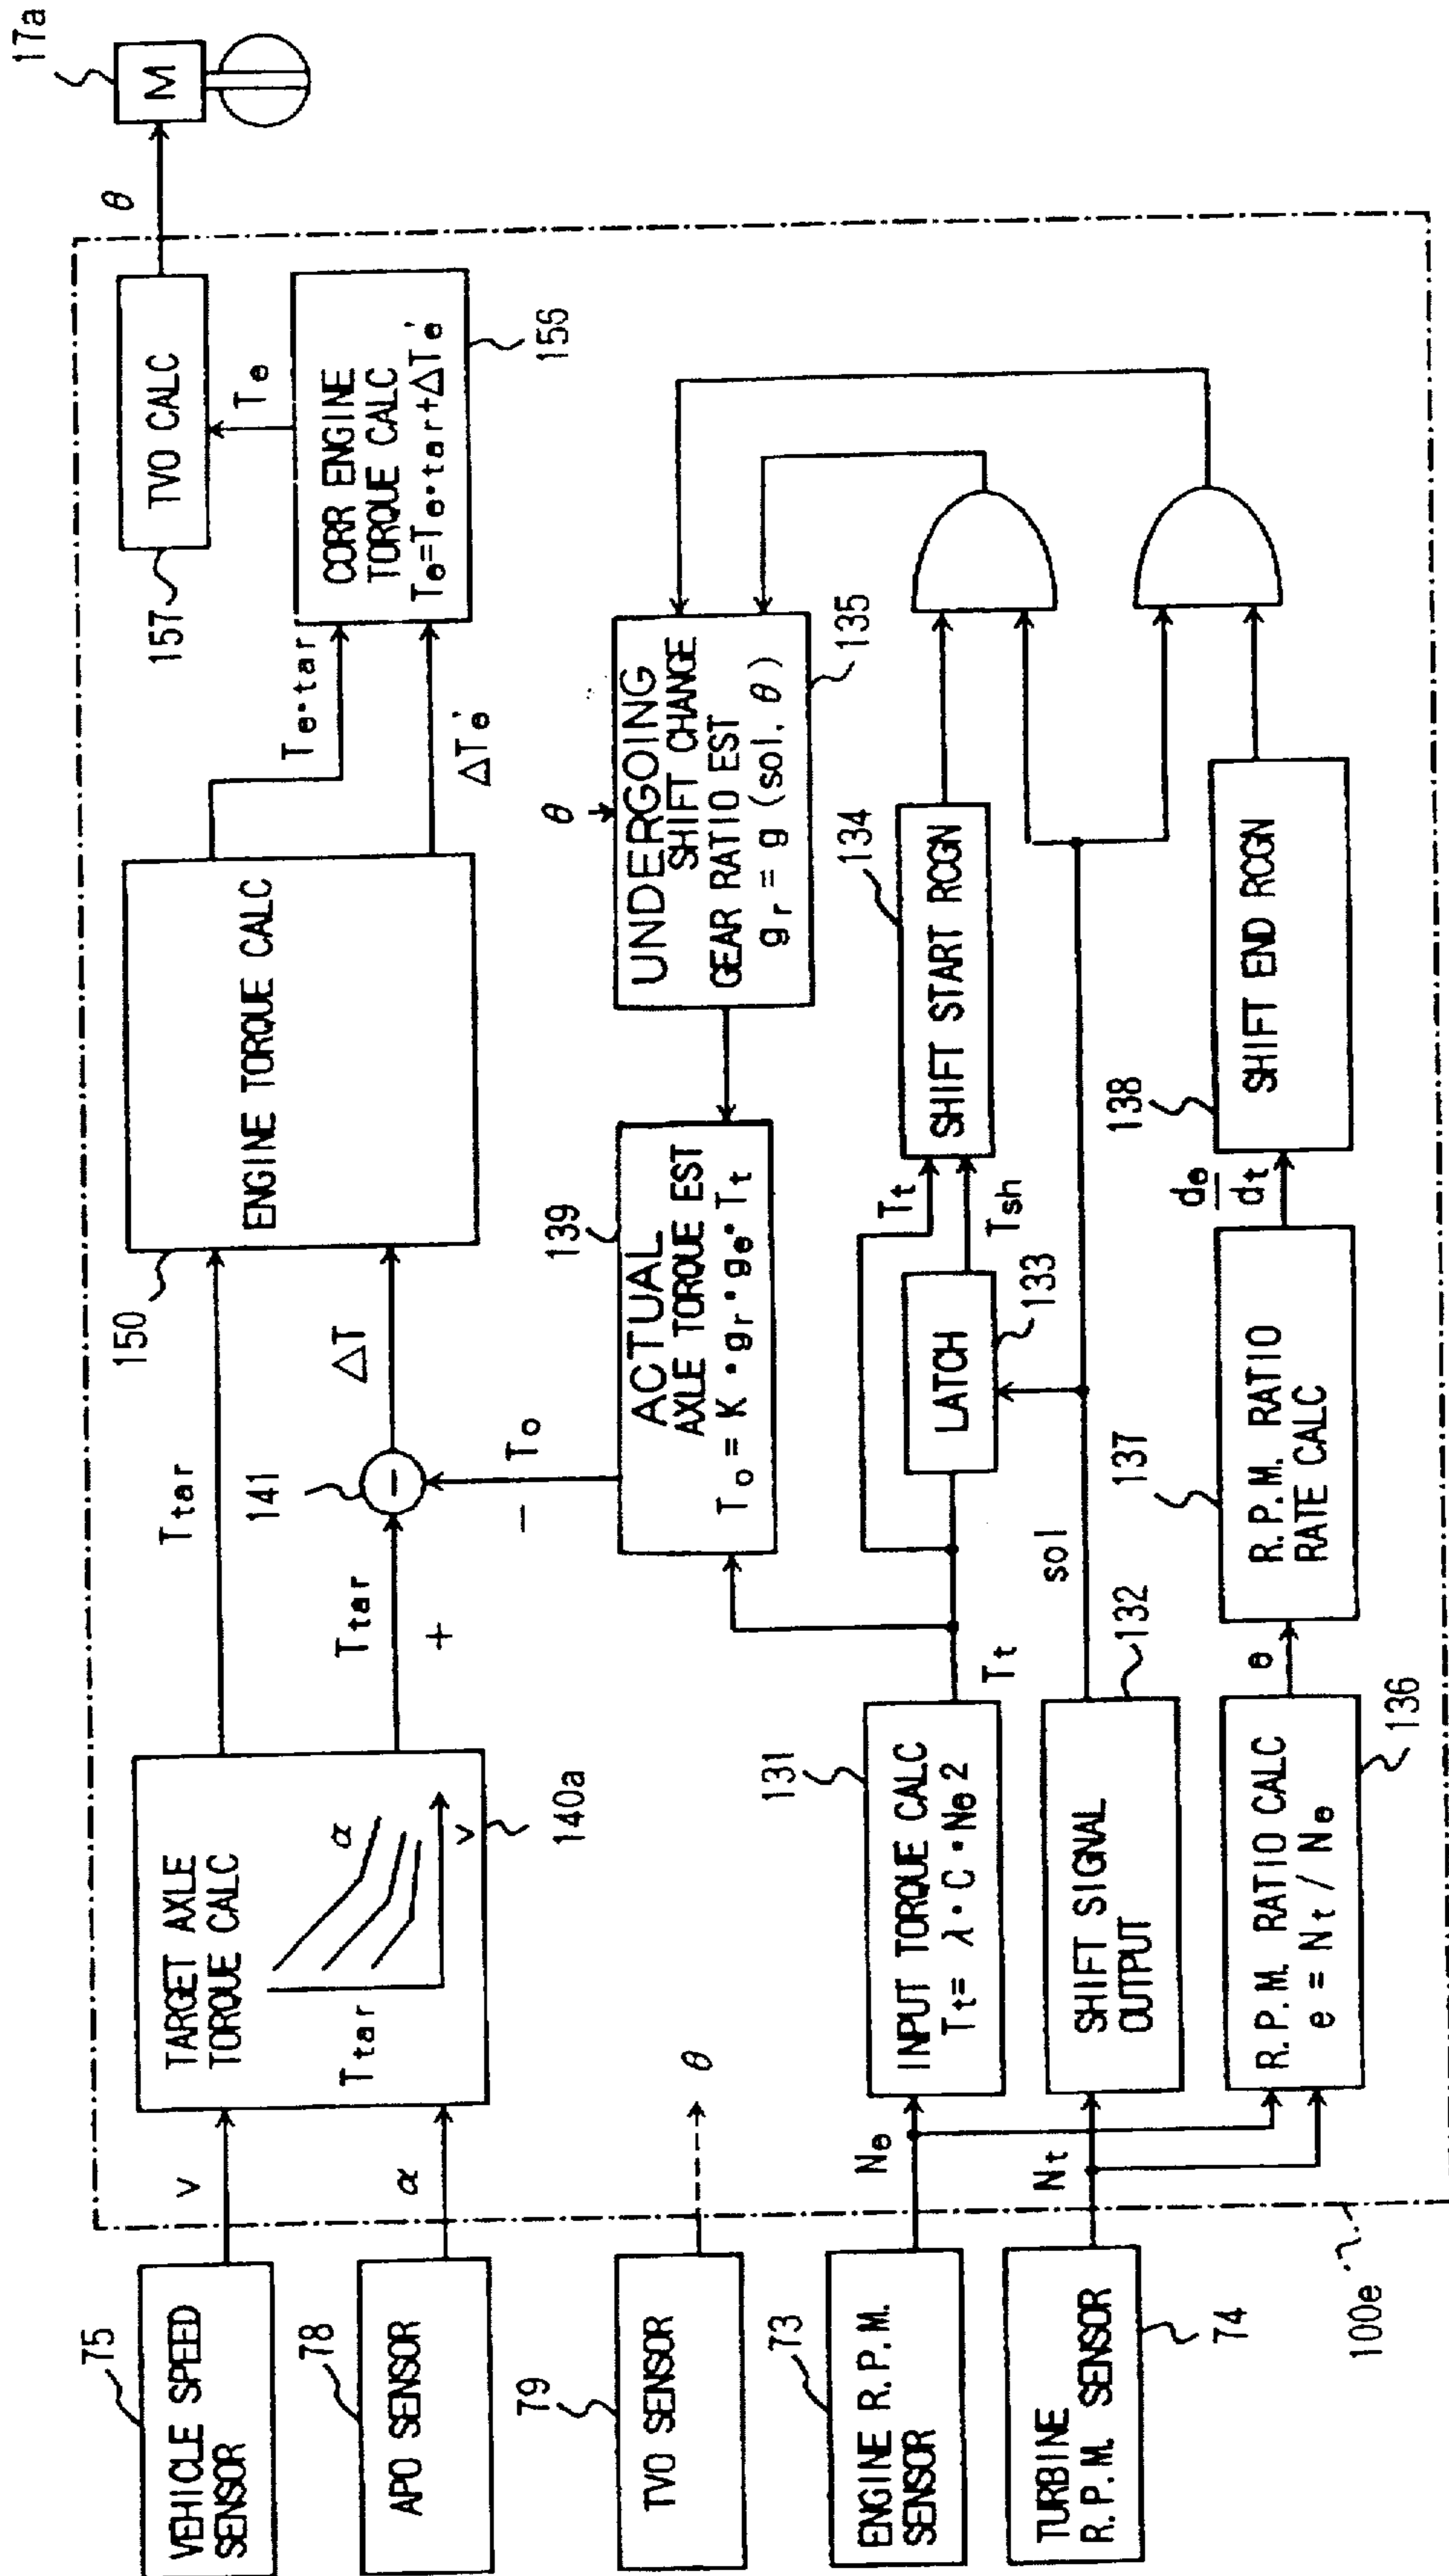 75
VEHICLE SPEED
SENSOR
v
TARGET AXLE
TORQUE CALC
Ttar
α
v
140a
78
APO SENSOR
α
Ttar
Ttar
+
141
−
ΔT
−
To
150
ENGINE TORQUE CALC
Te·tar
ΔTe'
CORR ENGINE
TORQUE CALC
Te=Te·tar+ΔTe'
156
Te
157
TVO CALC
θ
17a
M
79
TVO SENSOR
θ
139
ACTUAL
AXLE TORQUE EST
To = K · gr · ge · Tt
θ
UNDERGOING
SHIFT CHANGE
GEAR RATIO EST
gr = g (sol, θ)
135
73
ENGINE R.P.M.
SENSOR
Ne
131
INPUT TORQUE CALC
Tt = λ · C · Ne2
Tt
LATCH
133
Tt
Tsh
134
SHIFT START RCGN
TURBINE
R.P.M. SENSOR
74
Nt
SHIFT SIGNAL
OUTPUT
132
sol
R.P.M. RATIO CALC
e = Nt / Ne
136
e
137
R.P.M. RATIO
RATE CALC
de
dt
138
SHIFT END RCGN
100e